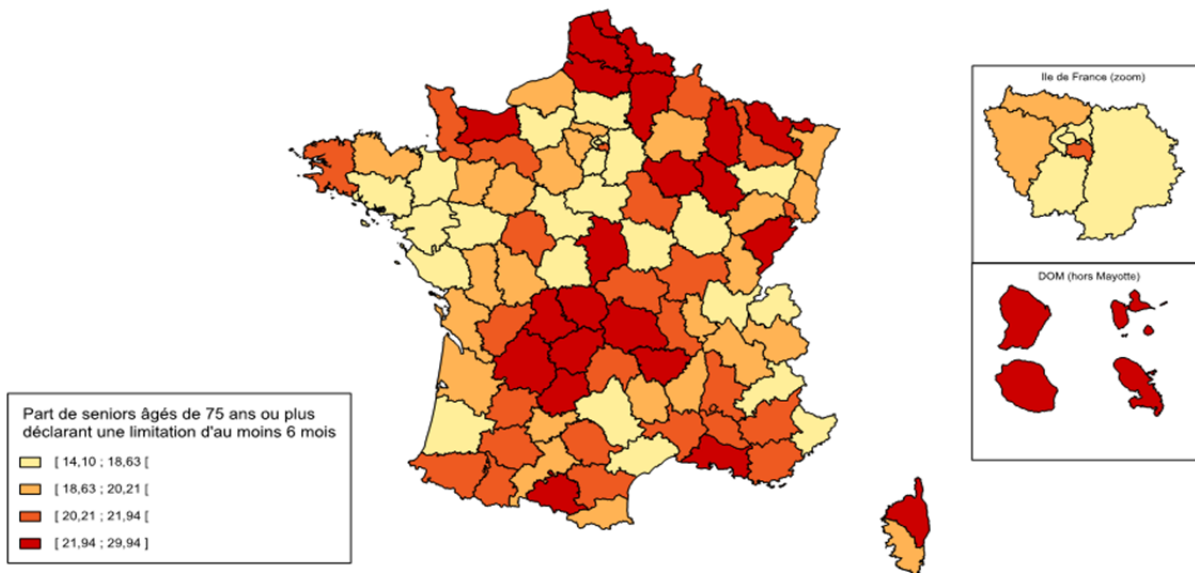 Ile de France (zoom)
DOM (hors Mayotte)
Part de seniors âgés de 75 ans ou plus
déclarant une limitation d'au moins 6 mois
[ 14,10 ; 18,63 [
[ 18,63 ; 20,21 [
[ 20,21 ; 21,94 [
[ 21,94 ; 29,94 ]